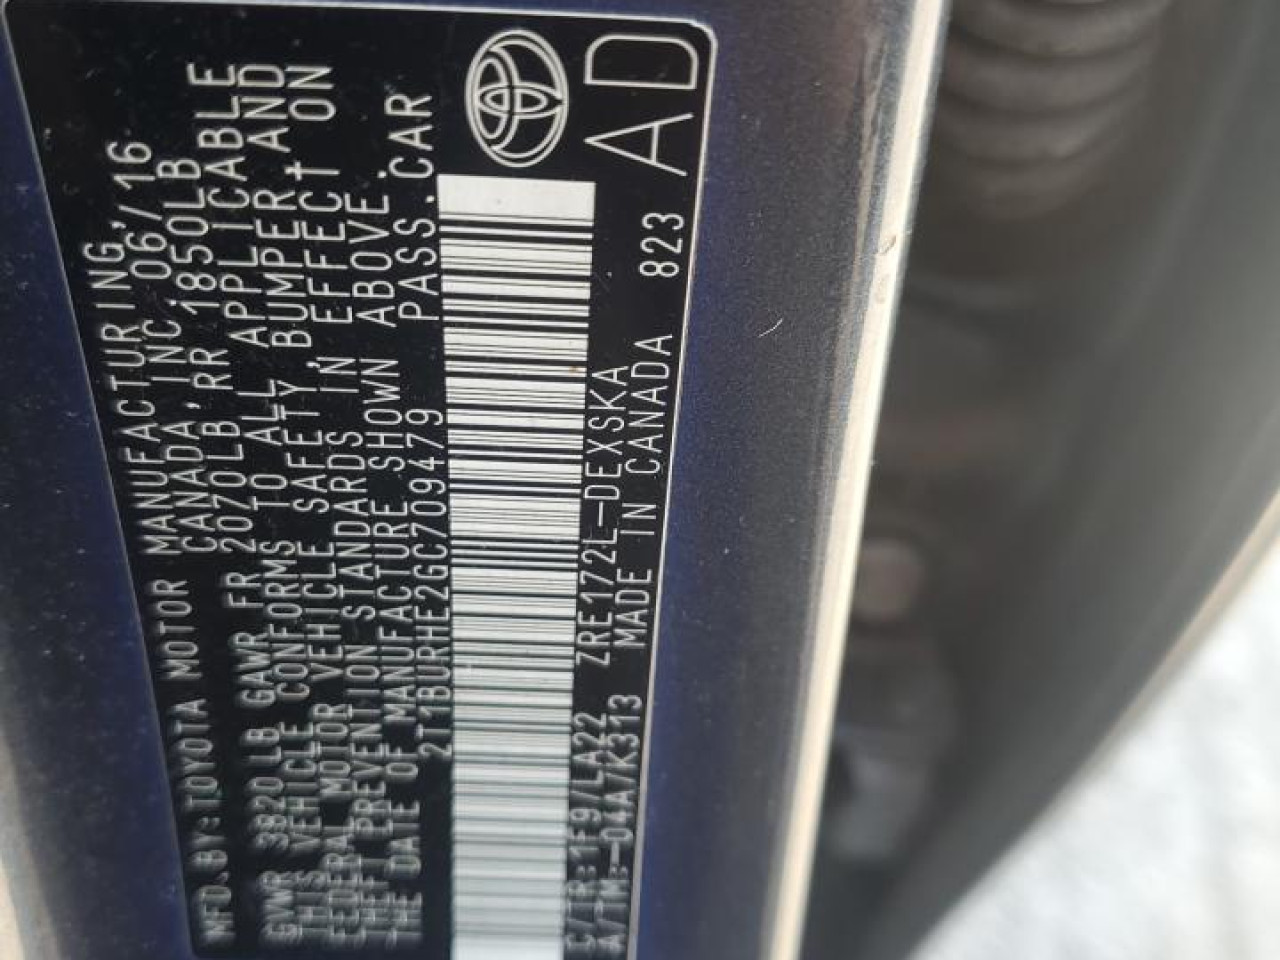 MFD. BY: TOYOTA MOTOR MANUFACTURING,
CANADA, INC. 06/16
GVWR 3820 LB GAWR FR 2070LB, RR 1850LB
THIS VEHICLE CONFORMS TO ALL APPLICABLE
FEDERAL MOTOR VEHICLE SAFETY, BUMPER, AND
THEFT PREVENTION STANDARDS IN EFFECT ON
THE DATE OF MANUFACTURE SHOWN ABOVE.
2T1BURHE2GC709479 PASS. CAR
C/TR: 1F9/LA22 ZRE172L-DEXSKA
A/TM: -04A/K313 MADE IN CANADA 823
AD